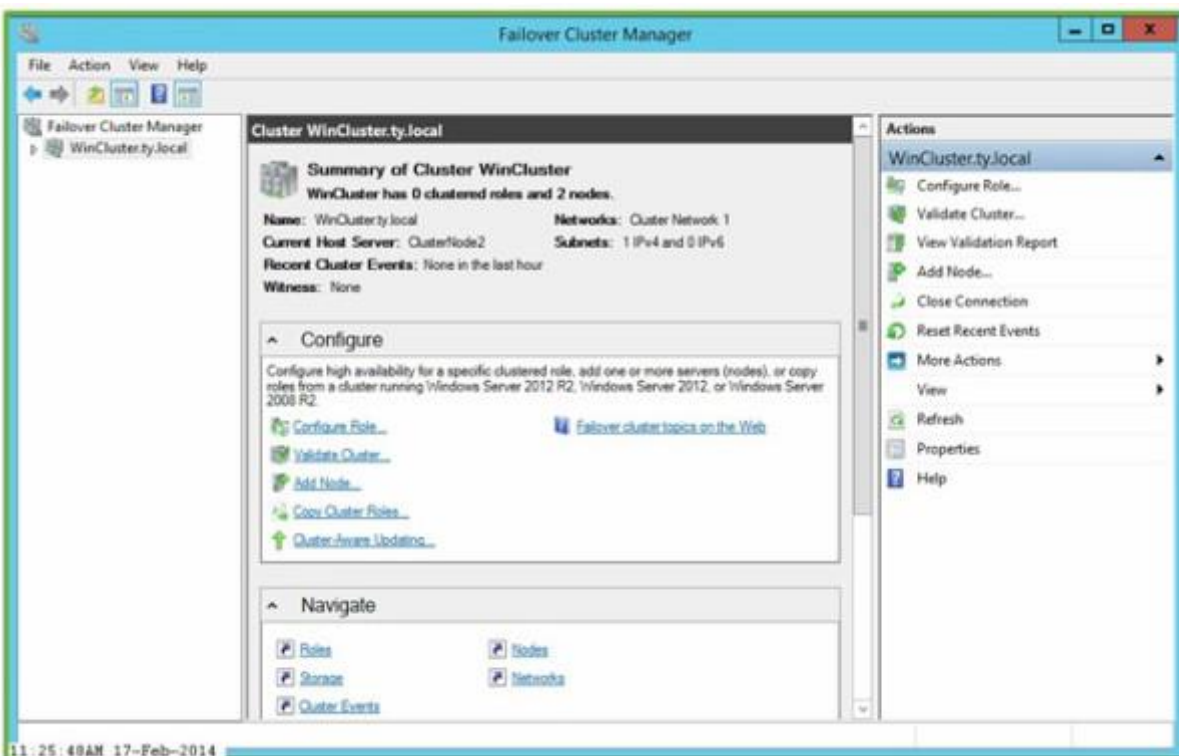 Failover Cluster Manager
File Action View Help
Failover Cluster Manager
WinCluster.ty.local
Cluster WinCluster.ty.local
Summary of Cluster WinCluster
WinCluster has 0 clustered roles and 2 nodes.
Name: WinCluster.ty.local
Networks: Cluster Network 1
Current Host Server: ClusterNode2
Subnets: 1 IPv4 and 0 IPv6
Recent Cluster Events: None in the last hour
Witness: None
Configure
Configure high availability for a specific clustered role, add one or more servers (nodes), or copy
roles from a cluster running Windows Server 2012 R2, Windows Server 2012, or Windows Server
2008 R2.
Configure Role...
Failover cluster topics on the Web
Validate Cluster...
Add Node...
Copy Cluster Roles...
Cluster-Aware Updating...
Navigate
Roles
Nodes
Storage
Networks
Cluster Events
Actions
WinCluster.ty.local
Configure Role...
Validate Cluster...
View Validation Report
Add Node...
Close Connection
Reset Recent Events
More Actions
View
Refresh
Properties
Help
11:25:48AM 17-Feb-2014